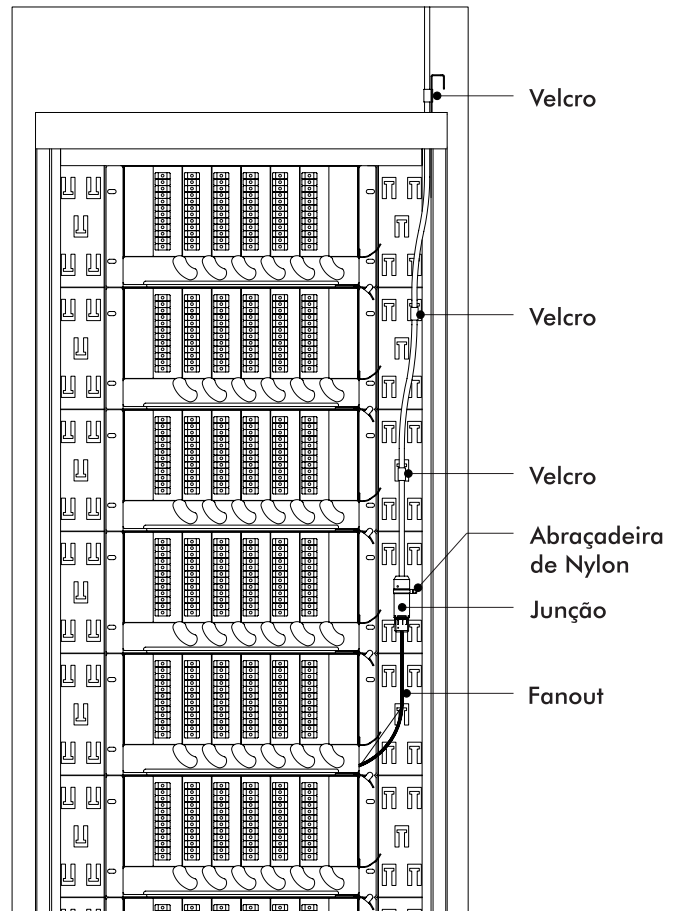 Velcro
Velcro
Velcro
Abraçadeira
de Nylon
Junção
Fanout